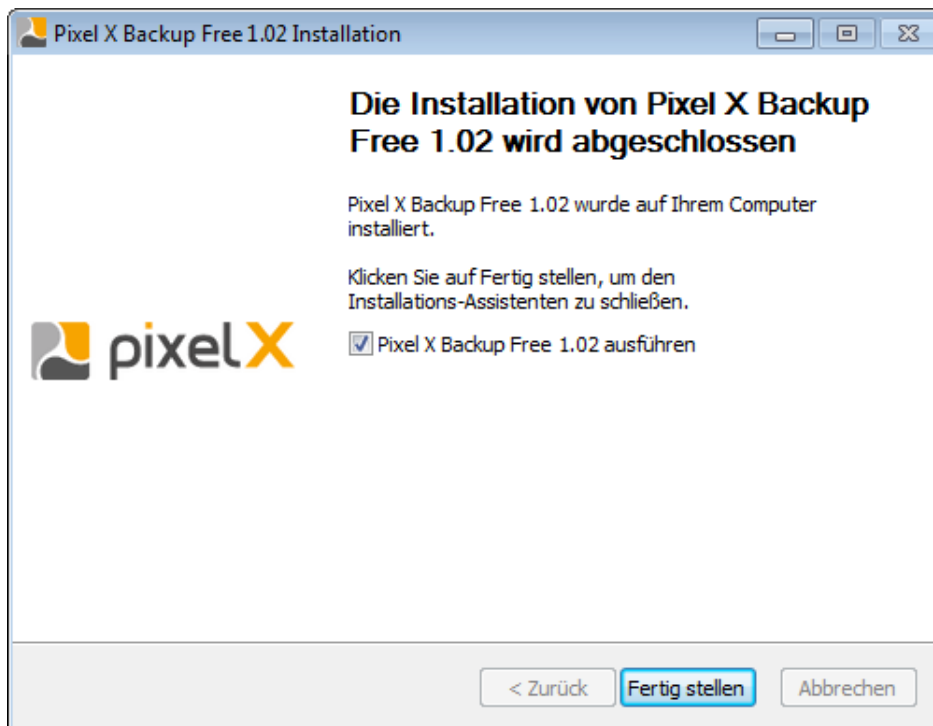 Pixel X Backup Free 1.02 Installation
Die Installation von Pixel X Backup
Free 1.02 wird abgeschlossen
Pixel X Backup Free 1.02 wurde auf Ihrem Computer
installiert.
Klicken Sie auf Fertig stellen, um den
Installations-Assistenten zu schließen.
pixelX
Pixel X Backup Free 1.02 ausführen
< Zurück
Fertig stellen
Abbrechen